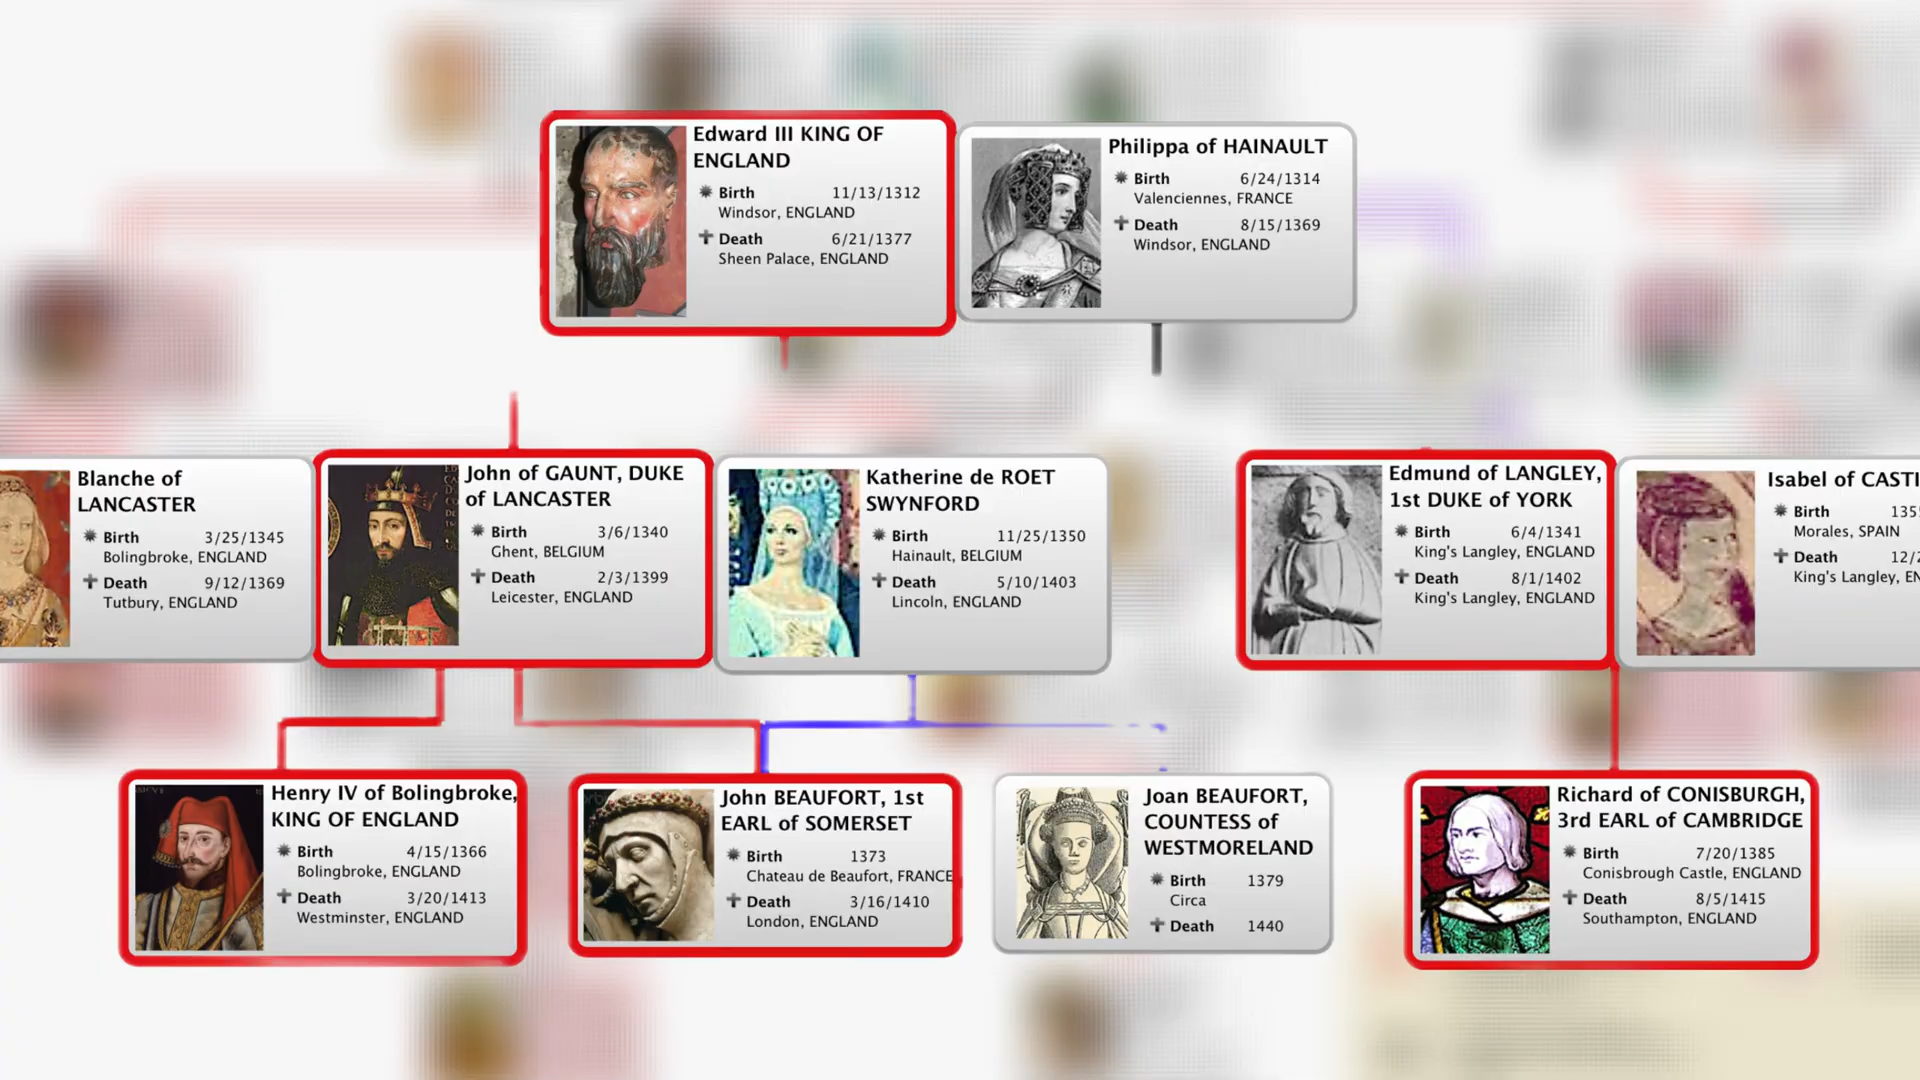 Edward III KING OF
ENGLAND
Birth 11/13/1312
Windsor, ENGLAND
Death 6/21/1377
Sheen Palace, ENGLAND
Philippa of HAINAULT
Birth 6/24/1314
Valenciennes, FRANCE
Death 8/15/1369
Windsor, ENGLAND
Blanche of
LANCASTER
Birth 3/25/1345
Bolingbroke, ENGLAND
Death 9/12/1369
Tutbury, ENGLAND
John of GAUNT, DUKE
of LANCASTER
Birth 3/6/1340
Ghent, BELGIUM
Death 2/3/1399
Leicester, ENGLAND
Katherine de ROET
SWYNFORD
Birth 11/25/1350
Hainault, BELGIUM
Death 5/10/1403
Lincoln, ENGLAND
Edmund of LANGLEY,
1st DUKE of YORK
Birth 6/4/1341
King's Langley, ENGLAND
Death 8/1/1402
King's Langley, ENGLAND
Isabel of CASTI
Birth 135
Morales, SPAIN
Death 12/2
King's Langley, EN
Henry IV of Bolingbroke,
KING OF ENGLAND
Birth 4/15/1366
Bolingbroke, ENGLAND
Death 3/20/1413
Westminster, ENGLAND
John BEAUFORT, 1st
EARL of SOMERSET
Birth 1373
Chateau de Beaufort, FRANCE
Death 3/16/1410
London, ENGLAND
Joan BEAUFORT,
COUNTESS of
WESTMORELAND
Birth 1379
Circa
Death 1440
Richard of CONISBURGH,
3rd EARL of CAMBRIDGE
Birth 7/20/1385
Conisbrough Castle, ENGLAND
Death 8/5/1415
Southampton, ENGLAND